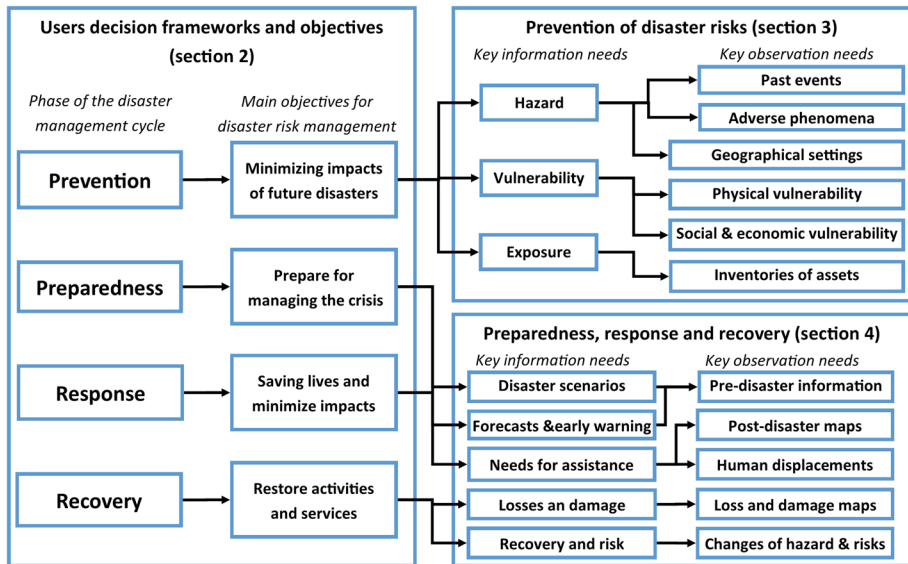 Users decision frameworks and objectives
(section 2)
Phase of the disaster
management cycle
Main objectives for
disaster risk management
Prevention
Minimizing impacts
of future disasters
Preparedness
Prepare for
managing the crisis
Response
Saving lives and
minimize impacts
Recovery
Restore activities
and services
Prevention of disaster risks (section 3)
Key information needs
Key observation needs
Hazard
Past events
Adverse phenomena
Geographical settings
Vulnerability
Physical vulnerability
Social & economic vulnerability
Exposure
Inventories of assets
Preparedness, response and recovery (section 4)
Key information needs
Key observation needs
Disaster scenarios
Pre-disaster information
Forecasts &early warning
Post-disaster maps
Needs for assistance
Human displacements
Losses an damage
Loss and damage maps
Recovery and risk
Changes of hazard & risks